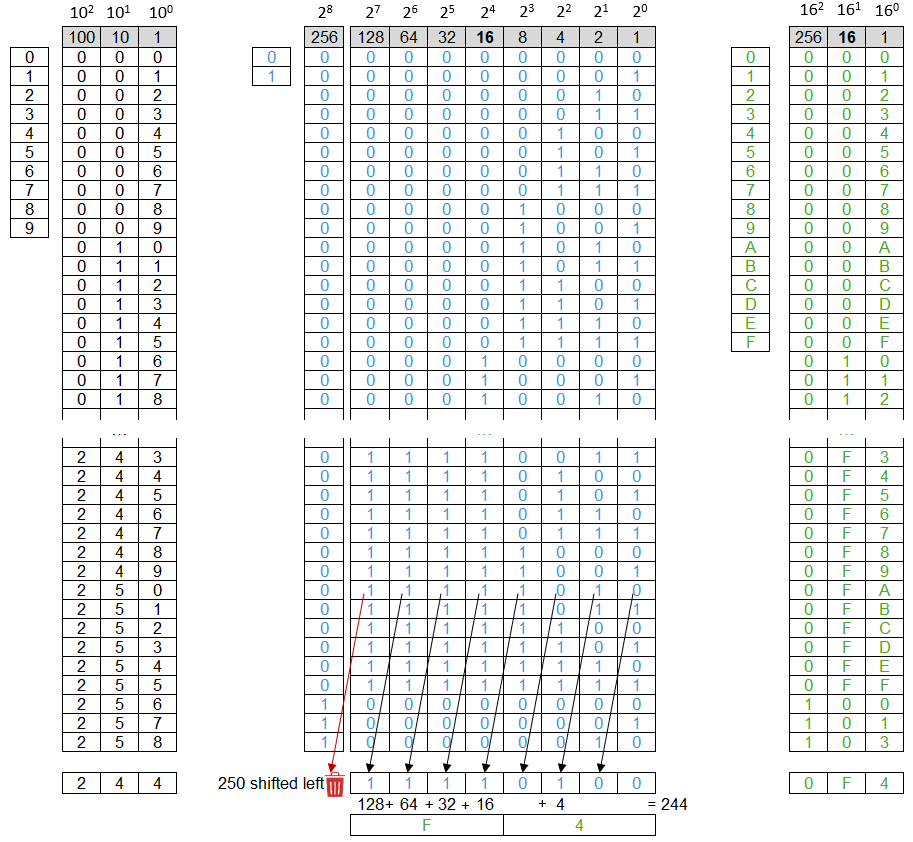 10² 10¹ 10⁰ 2⁸ 2⁷ 2⁶ 2⁵ 2⁴ 2³ 2² 2¹ 2⁰ 16² 16¹ 16⁰
100 10 1 256 128 64 32 16 8 4 2 1 256 16 1
0 0 0 0 0 0 0 0 0 0 0 0 0 0 0 0 0 0
1 0 0 1 1 0 0 0 0 0 0 0 0 1 1 0 0 1
2 0 0 2 0 0 0 0 0 0 0 1 0 2 0 0 2
3 0 0 3 0 0 0 0 0 0 0 1 1 3 0 0 3
4 0 0 4 0 0 0 0 0 0 1 0 0 4 0 0 4
5 0 0 5 0 0 0 0 0 0 1 0 1 5 0 0 5
6 0 0 6 0 0 0 0 0 0 1 1 0 6 0 0 6
7 0 0 7 0 0 0 0 0 0 1 1 1 7 0 0 7
8 0 0 8 0 0 0 0 0 1 0 0 0 8 0 0 8
9 0 0 9 0 0 0 0 0 1 0 0 1 9 0 0 9
0 1 0 0 0 0 0 0 1 0 1 0 A 0 0 A
0 1 1 0 0 0 0 0 1 0 1 1 B 0 0 B
0 1 2 0 0 0 0 0 1 1 0 0 C 0 0 C
0 1 3 0 0 0 0 0 1 1 0 1 D 0 0 D
0 1 4 0 0 0 0 0 1 1 1 0 E 0 0 E
0 1 5 0 0 0 0 0 1 1 1 1 F 0 0 F
0 1 6 0 0 0 0 1 0 0 0 0 0 1 0
0 1 7 0 0 0 0 1 0 0 0 1 0 1 1
0 1 8 0 0 0 0 1 0 0 1 0 0 1 2
... ... ...
2 4 3 0 1 1 1 1 0 0 1 1 0 F 3
2 4 4 0 1 1 1 1 0 1 0 0 0 F 4
2 4 5 0 1 1 1 1 0 1 0 1 0 F 5
2 4 6 0 1 1 1 1 0 1 1 0 0 F 6
2 4 7 0 1 1 1 1 0 1 1 1 0 F 7
2 4 8 0 1 1 1 1 1 0 0 0 0 F 8
2 4 9 0 1 1 1 1 1 0 0 1 0 F 9
2 5 0 0 1 1 1 1 1 0 1 0 0 F A
2 5 1 0 1 1 1 1 1 0 1 1 0 F B
2 5 2 0 1 1 1 1 1 1 0 0 0 F C
2 5 3 0 1 1 1 1 1 1 0 1 0 F D
2 5 4 0 1 1 1 1 1 1 1 0 0 F E
2 5 5 0 1 1 1 1 1 1 1 1 0 F F
2 5 6 1 0 0 0 0 0 0 0 0 1 0 0
2 5 7 1 0 0 0 0 0 0 0 1 1 0 1
2 5 8 1 0 0 0 0 0 0 1 0 1 0 3
2 4 4 250 shifted left 1 1 1 1 0 1 0 0 0 F 4
128 + 64 + 32 + 16 + 4 = 244
F 4